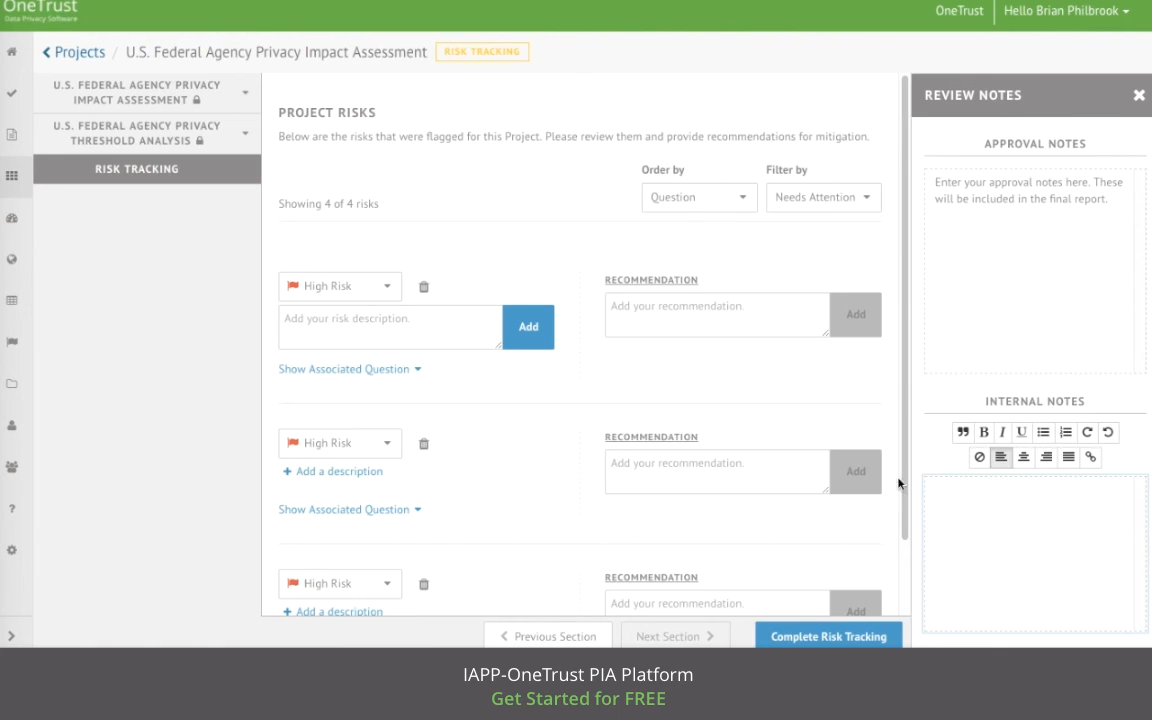 OneTrust
Data Privacy Software
OneTrust
Hello Brian Philbrook
Projects / U.S. Federal Agency Privacy Impact Assessment
RISK TRACKING
U.S. FEDERAL AGENCY PRIVACY
IMPACT ASSESSMENT
U.S. FEDERAL AGENCY PRIVACY
THRESHOLD ANALYSIS
RISK TRACKING
PROJECT RISKS
Below are the risks that were flagged for this Project. Please review them and provide recommendations for mitigation.
Order by
Filter by
Showing 4 of 4 risks
Question
Needs Attention
High Risk
RECOMMENDATION
Add your risk description.
Add
Add your recommendation.
Add
Show Associated Question
High Risk
RECOMMENDATION
+ Add a description
Add your recommendation.
Add
Show Associated Question
High Risk
RECOMMENDATION
+ Add a description
Add your recommendation.
Add
Previous Section
Next Section
Complete Risk Tracking
REVIEW NOTES
APPROVAL NOTES
Enter your approval notes here. These
will be included in the final report.
INTERNAL NOTES
B I U
IAPP-OneTrust PIA Platform
Get Started for FREE